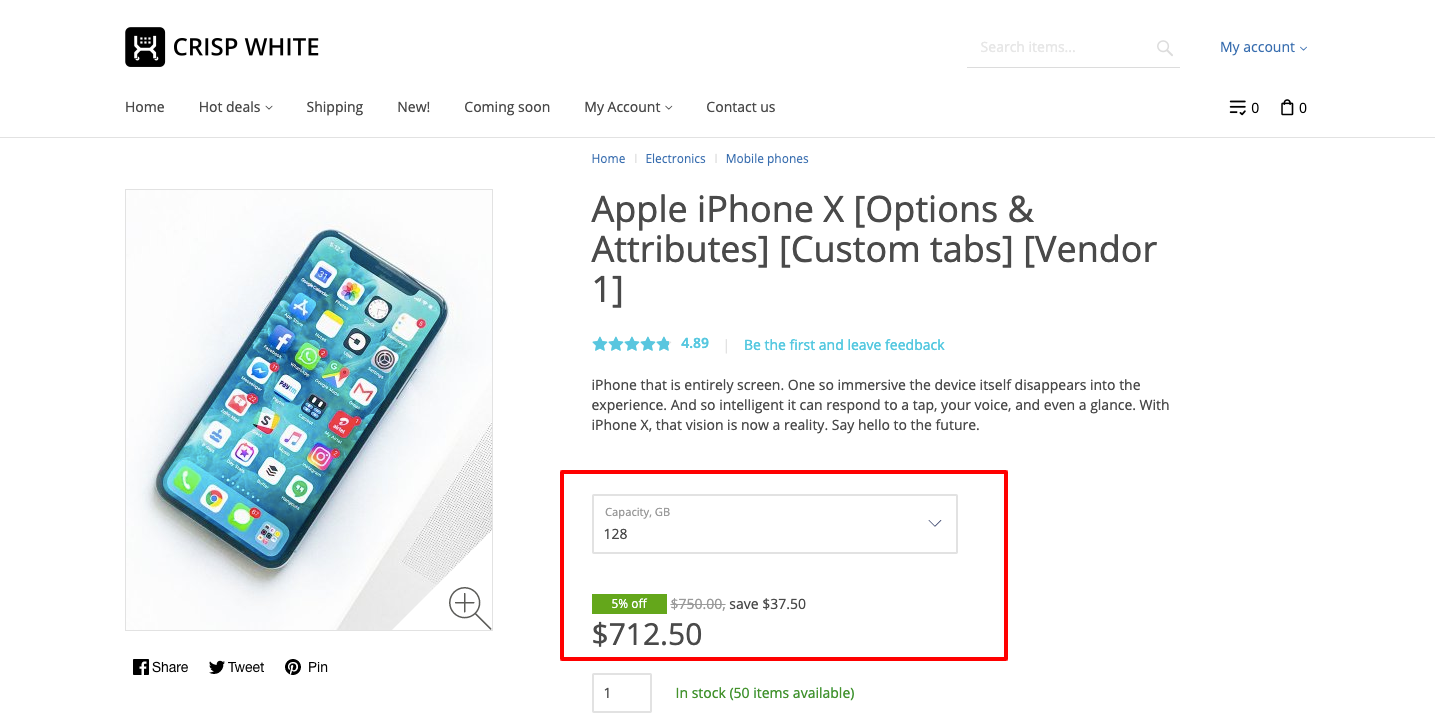 CRISP WHITE
Search items...
My account
Home
Hot deals
Shipping
New!
Coming soon
My Account
Contact us
0
0
Home
Electronics
Mobile phones
Apple iPhone X [Options &
Attributes] [Custom tabs] [Vendor
1]
4.89
Be the first and leave feedback
iPhone that is entirely screen. One so immersive the device itself disappears into the
experience. And so intelligent it can respond to a tap, your voice, and even a glance. With
iPhone X, that vision is now a reality. Say hello to the future.
Capacity, GB
128
5% off $750.00, save $37.50
$712.50
1
In stock (50 items available)
Share
Tweet
Pin